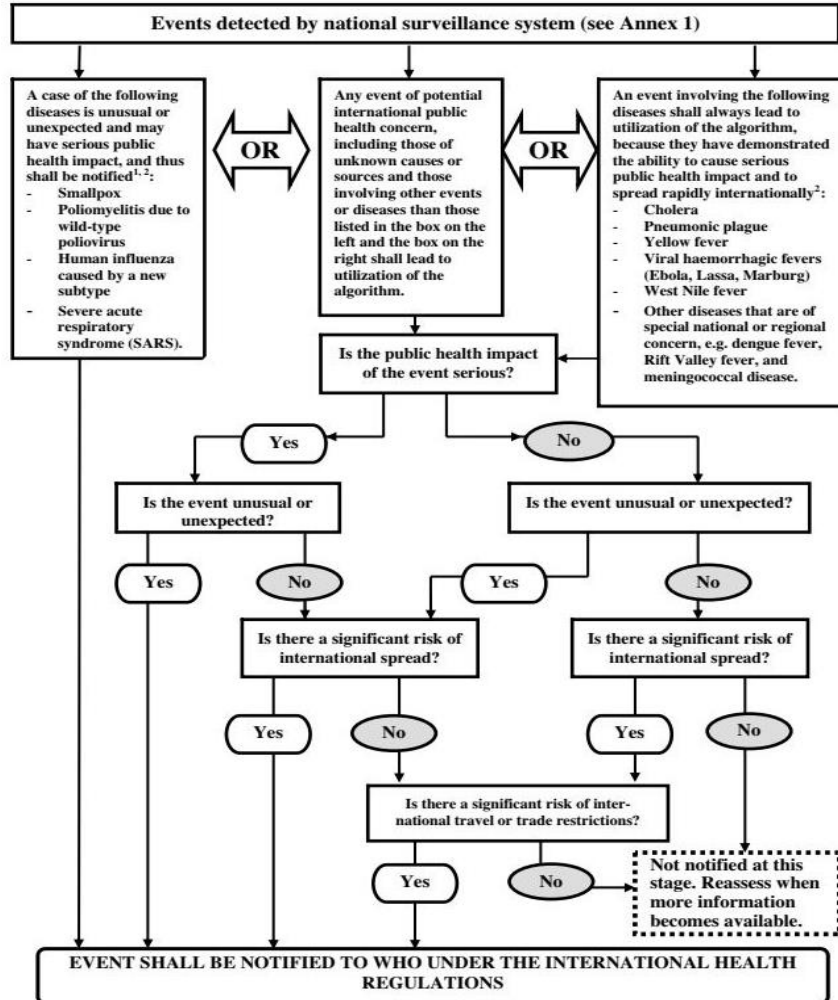 Events detected by national surveillance system (see Annex 1)
A case of the following
diseases is unusual or
unexpected and may
have serious public
health impact, and thus
shall be notified1, 2:
- Smallpox
- Poliomyelitis due to
wild-type
poliovirus
- Human influenza
caused by a new
subtype
- Severe acute
respiratory
syndrome (SARS).
OR
Any event of potential
international public
health concern,
including those of
unknown causes or
sources and those
involving other events
or diseases than those
listed in the box on the
left and the box on the
right shall lead to
utilization of the
algorithm.
OR
An event involving the following
diseases shall always lead to
utilization of the algorithm,
because they have demonstrated
the ability to cause serious
public health impact and to
spread rapidly internationally2:
- Cholera
- Pneumonic plague
- Yellow fever
- Viral haemorrhagic fevers
(Ebola, Lassa, Marburg)
- West Nile fever
- Other diseases that are of
special national or regional
concern, e.g. dengue fever,
Rift Valley fever, and
meningococcal disease.
Is the public health impact
of the event serious?
Yes
No
Is the event unusual or
unexpected?
Is the event unusual or unexpected?
Yes
No
Yes
No
Is there a significant risk of
international spread?
Is there a significant risk of
international spread?
Yes
No
Yes
No
Is there a significant risk of inter-
national travel or trade restrictions?
Yes
No
Not notified at this
stage. Reassess when
more information
becomes available.
EVENT SHALL BE NOTIFIED TO WHO UNDER THE INTERNATIONAL HEALTH
REGULATIONS